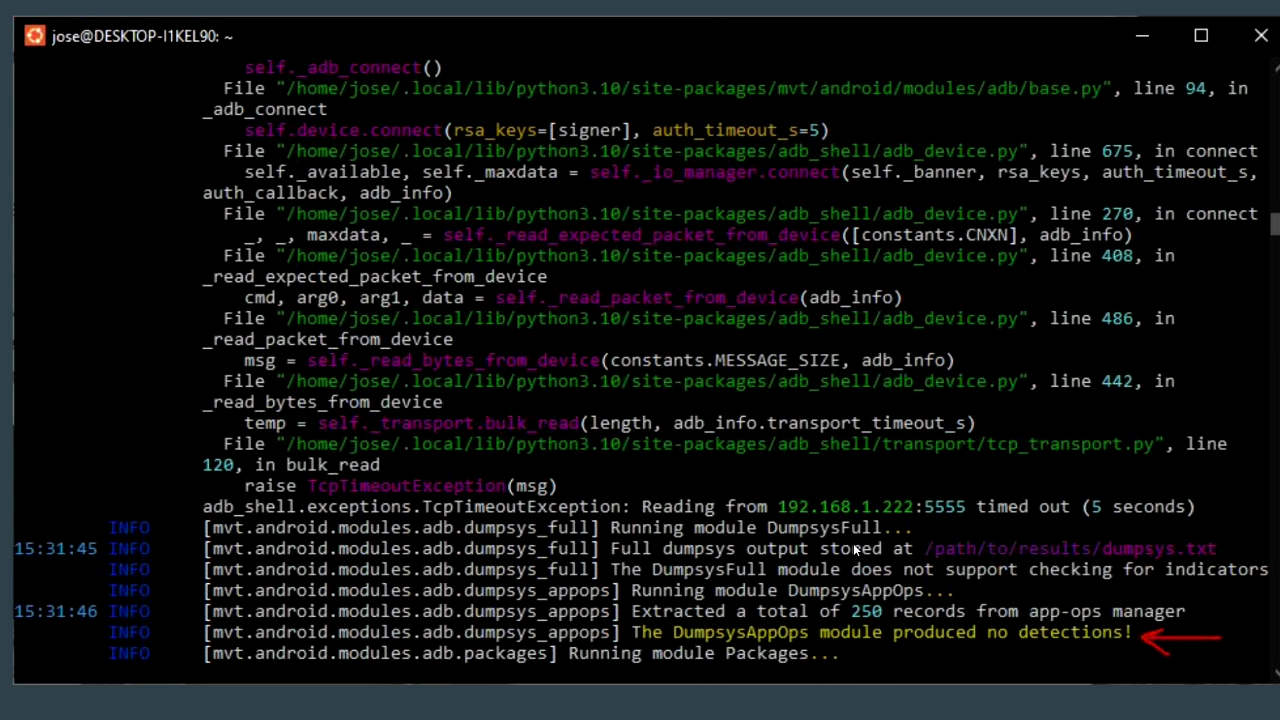 jose@DESKTOP-I1KEL90: ~
self._adb_connect()
File "/home/jose/.local/lib/python3.10/site-packages/mvt/android/modules/adb/base.py", line 94, in
_adb_connect
self.device.connect(rsa_keys=[signer], auth_timeout_s=5)
File "/home/jose/.local/lib/python3.10/site-packages/adb_shell/adb_device.py", line 675, in connect
self._available, self._maxdata = self._io_manager.connect(self._banner, rsa_keys, auth_timeout_s,
auth_callback, adb_info)
File "/home/jose/.local/lib/python3.10/site-packages/adb_shell/adb_device.py", line 270, in connect
_, _, maxdata, _ = self._read_expected_packet_from_device([constants.CNXN], adb_info)
File "/home/jose/.local/lib/python3.10/site-packages/adb_shell/adb_device.py", line 408, in
_read_expected_packet_from_device
cmd, arg0, arg1, data = self._read_packet_from_device(adb_info)
File "/home/jose/.local/lib/python3.10/site-packages/adb_shell/adb_device.py", line 486, in
_read_packet_from_device
msg = self._read_bytes_from_device(constants.MESSAGE_SIZE, adb_info)
File "/home/jose/.local/lib/python3.10/site-packages/adb_shell/adb_device.py", line 442, in
_read_bytes_from_device
temp = self._transport.bulk_read(length, adb_info.transport_timeout_s)
File "/home/jose/.local/lib/python3.10/site-packages/adb_shell/transport/tcp_transport.py", line
120, in bulk_read
raise TcpTimeoutException(msg)
adb_shell.exceptions.TcpTimeoutException: Reading from 192.168.1.222:5555 timed out (5 seconds)
INFO [mvt.android.modules.adb.dumpsys_full] Running module DumpsysFull...
15:31:45 INFO [mvt.android.modules.adb.dumpsys_full] Full dumpsys output stored at /path/to/results/dumpsys.txt
INFO [mvt.android.modules.adb.dumpsys_full] The DumpsysFull module does not support checking for indicators
INFO [mvt.android.modules.adb.dumpsys_appops] Running module DumpsysAppOps...
15:31:46 INFO [mvt.android.modules.adb.dumpsys_appops] Extracted a total of 250 records from app-ops manager
INFO [mvt.android.modules.adb.dumpsys_appops] The DumpsysAppOps module produced no detections!
INFO [mvt.android.modules.adb.packages] Running module Packages...